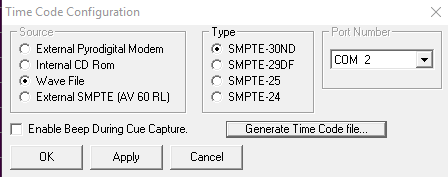 Time Code Configuration
Source
External Pyrodigital Modem
Internal CD Rom
Wave File
External SMPTE (AV 60 RL)
Type
SMPTE-30ND
SMPTE-29DF
SMPTE-25
SMPTE-24
Port Number
COM 2
Enable Beep During Cue Capture.
Generate Time Code file...
OK
Apply
Cancel